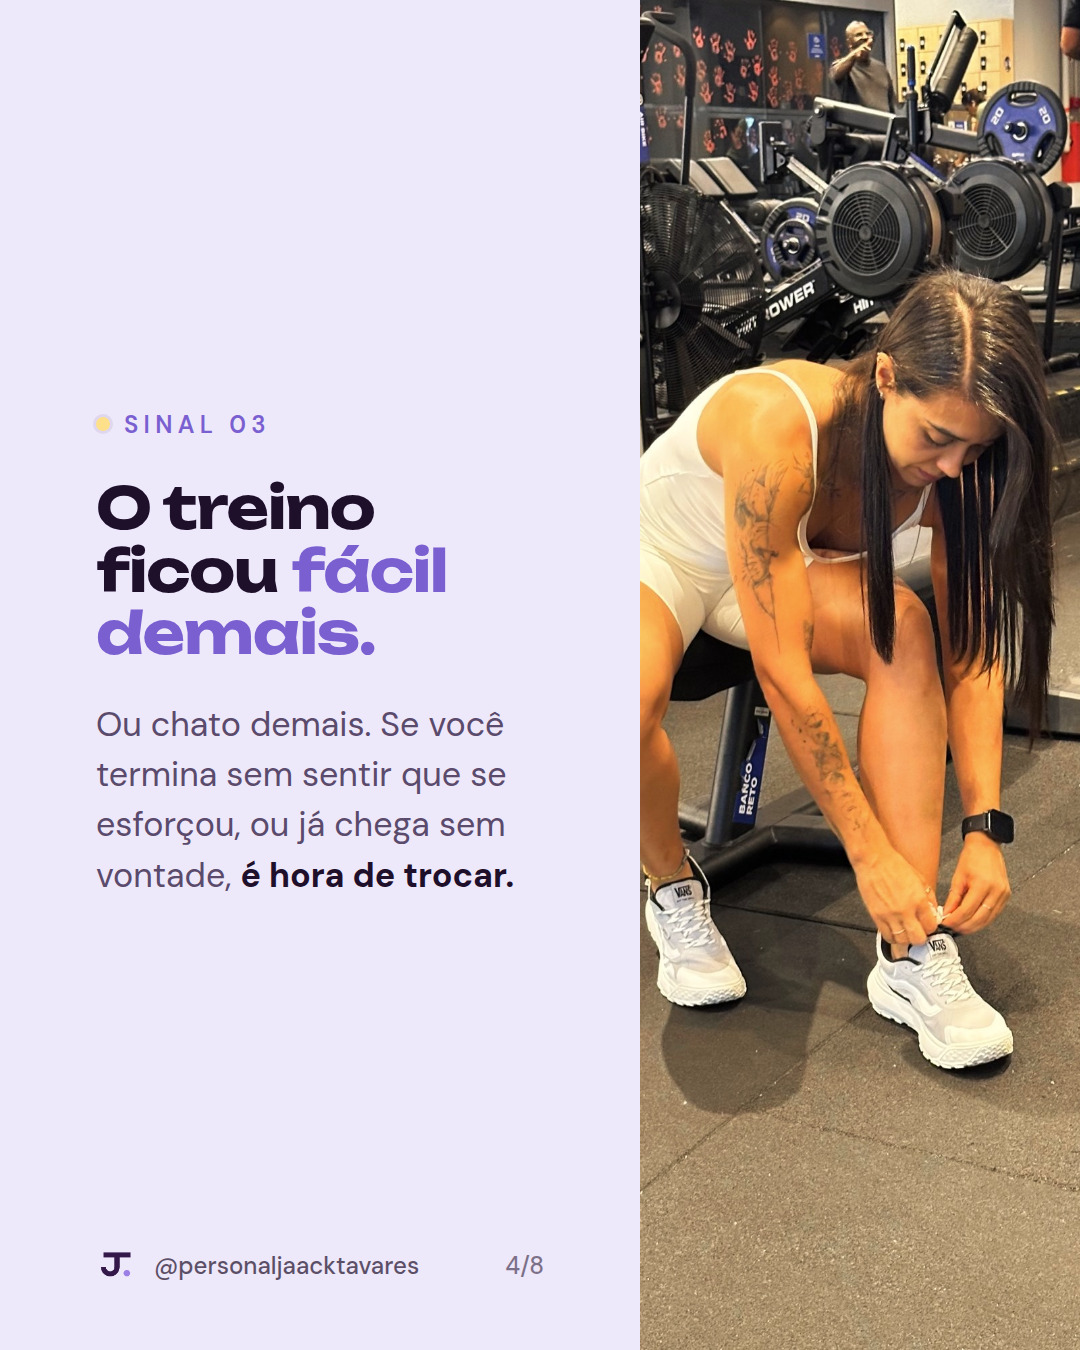 SINAL 03
O treino
ficou fácil
demais.
Ou chato demais. Se você
termina sem sentir que se
esforçou, ou já chega sem
vontade, é hora de trocar.
J.
@personaljaacktavares
4/8
20
20
20
ROWER
BANCO
RETO
VANS
VANS